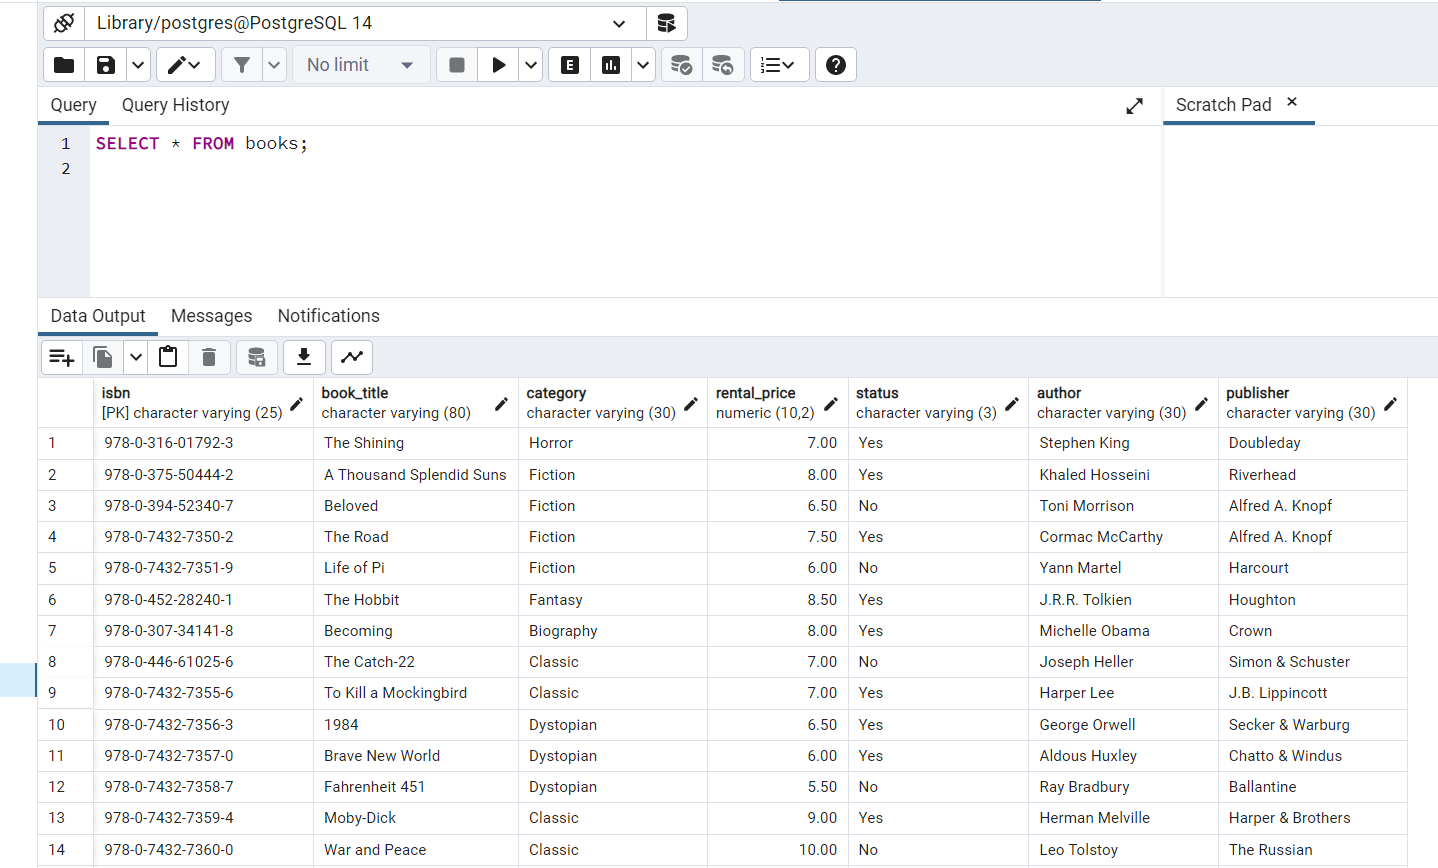 Library/postgres@PostgreSQL 14
No limit
E
Query Query History Scratch Pad
1 SELECT * FROM books;
2
Data Output Messages Notifications
isbn book_title category rental_price status author publisher
[PK] character varying (25) character varying (80) character varying (30) numeric (10,2) character varying (3) character varying (30) character varying (30)
1 978-0-316-01792-3 The Shining Horror 7.00 Yes Stephen King Doubleday
2 978-0-375-50444-2 A Thousand Splendid Suns Fiction 8.00 Yes Khaled Hosseini Riverhead
3 978-0-394-52340-7 Beloved Fiction 6.50 No Toni Morrison Alfred A. Knopf
4 978-0-7432-7350-2 The Road Fiction 7.50 Yes Cormac McCarthy Alfred A. Knopf
5 978-0-7432-7351-9 Life of Pi Fiction 6.00 No Yann Martel Harcourt
6 978-0-452-28240-1 The Hobbit Fantasy 8.50 Yes J.R.R. Tolkien Houghton
7 978-0-307-34141-8 Becoming Biography 8.00 Yes Michelle Obama Crown
8 978-0-446-61025-6 The Catch-22 Classic 7.00 No Joseph Heller Simon & Schuster
9 978-0-7432-7355-6 To Kill a Mockingbird Classic 7.00 Yes Harper Lee J.B. Lippincott
10 978-0-7432-7356-3 1984 Dystopian 6.50 Yes George Orwell Secker & Warburg
11 978-0-7432-7357-0 Brave New World Dystopian 6.00 Yes Aldous Huxley Chatto & Windus
12 978-0-7432-7358-7 Fahrenheit 451 Dystopian 5.50 No Ray Bradbury Ballantine
13 978-0-7432-7359-4 Moby-Dick Classic 9.00 Yes Herman Melville Harper & Brothers
14 978-0-7432-7360-0 War and Peace Classic 10.00 No Leo Tolstoy The Russian